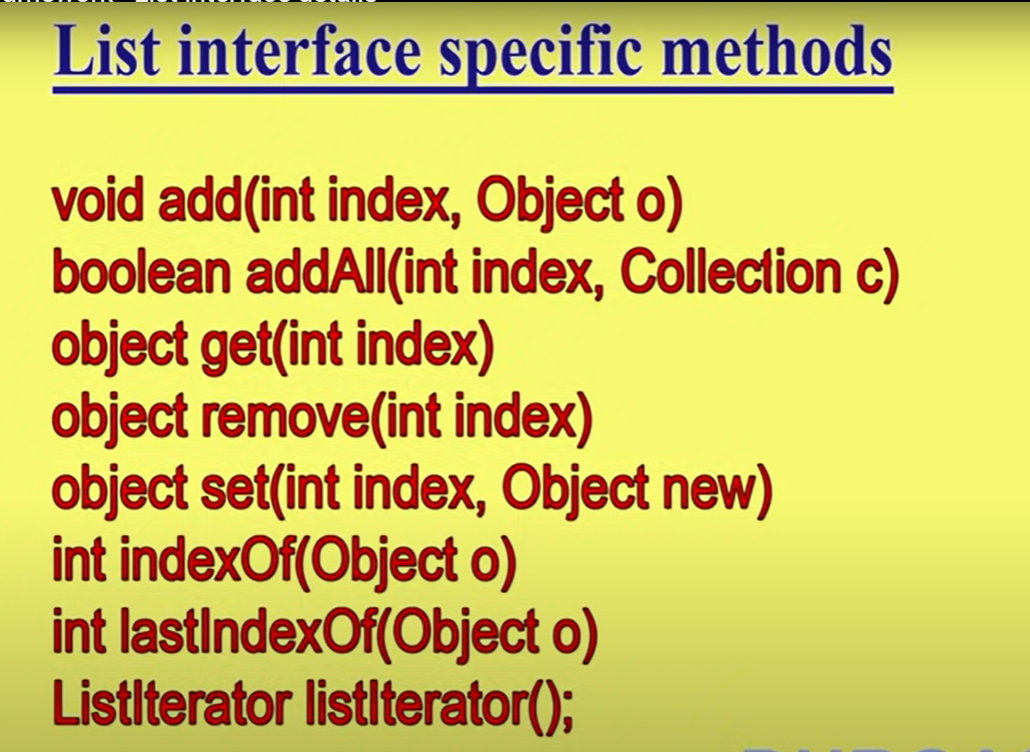 List interface specific methods
void add(int index, Object o)
boolean addAll(int index, Collection c)
object get(int index)
object remove(int index)
object set(int index, Object new)
int indexOf(Object o)
int lastIndexOf(Object o)
ListIterator listIterator();